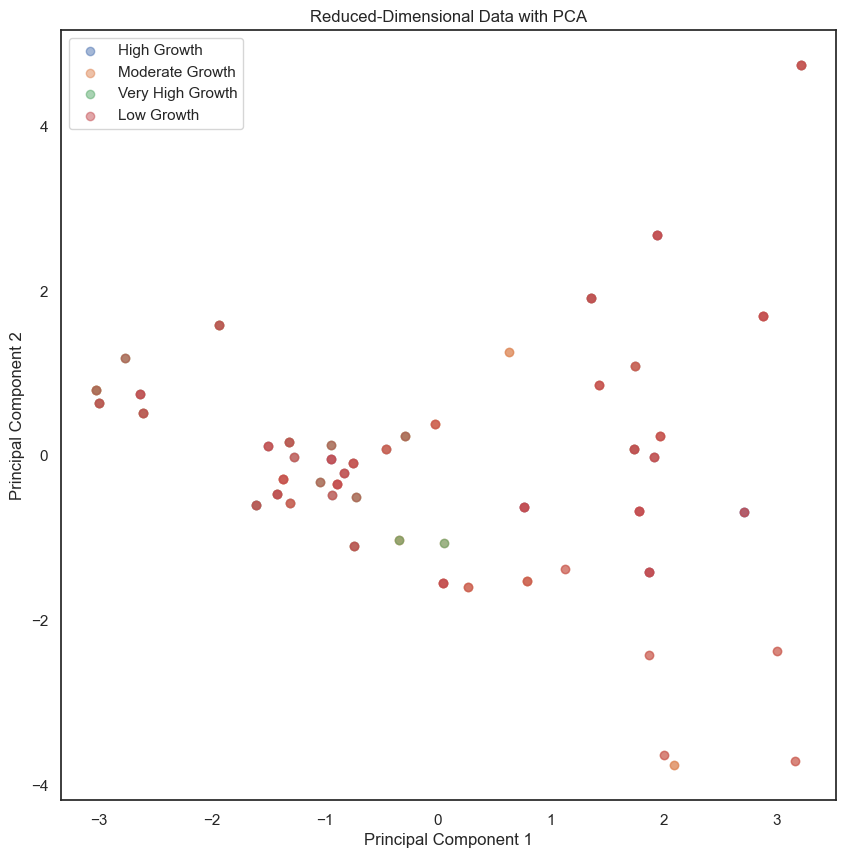 Reduced-Dimensional Data with PCA
High Growth
Moderate Growth
Very High Growth
Low Growth
Principal Component 2
4
2
0
−2
−4
−3
−2
−1
0
1
2
3
Principal Component 1